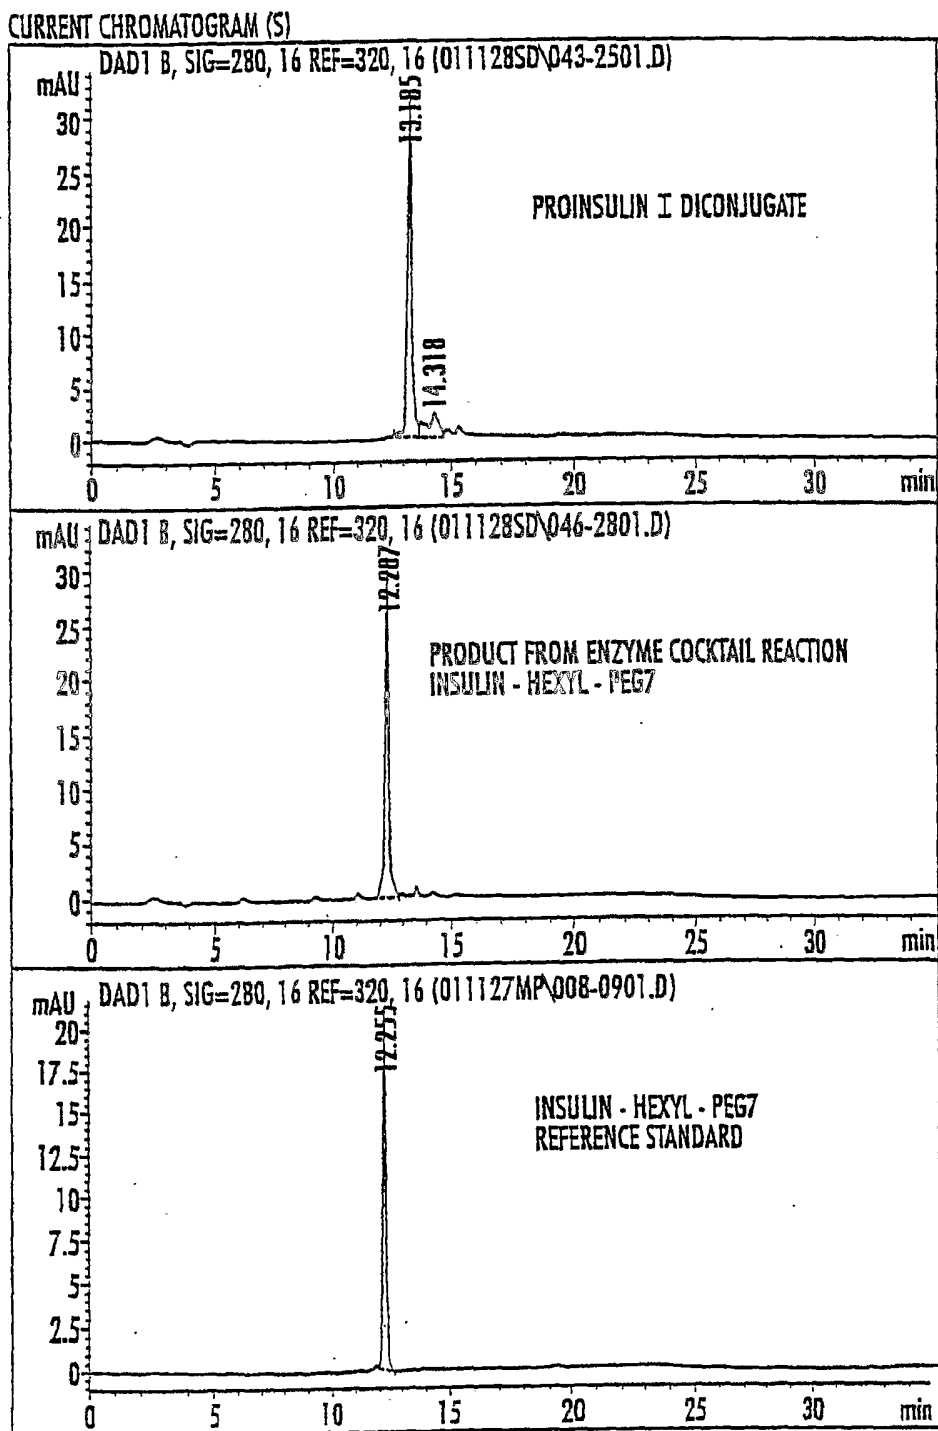 CURRENT CHROMATOGRAM (S)
DAD1 B, SIG=280, 16 REF=320, 16 (011128SD\043-2501.D)
mAU
13.185
30
25
20
15
10
5
0
PROINSULIN I DICONJUGATE
14.318
0 5 10 15 20 25 30 min
mAU DAD1 B, SIG=280, 16 REF=320, 16 (011128SD\046-2801.D)
12.287
30
25
20
15
10
5
0
PRODUCT FROM ENZYME COCKTAIL REACTION
INSULIN - HEXYL - PEG7
0 5 10 15 20 25 30 min
mAU DAD1 B, SIG=280, 16 REF=320, 16 (011127MP\008-0901.D)
12.255
20
17.5
15
12.5
10
7.5
5
2.5
0
INSULIN - HEXYL - PEG7
REFERENCE STANDARD
0 5 10 15 20 25 30 min